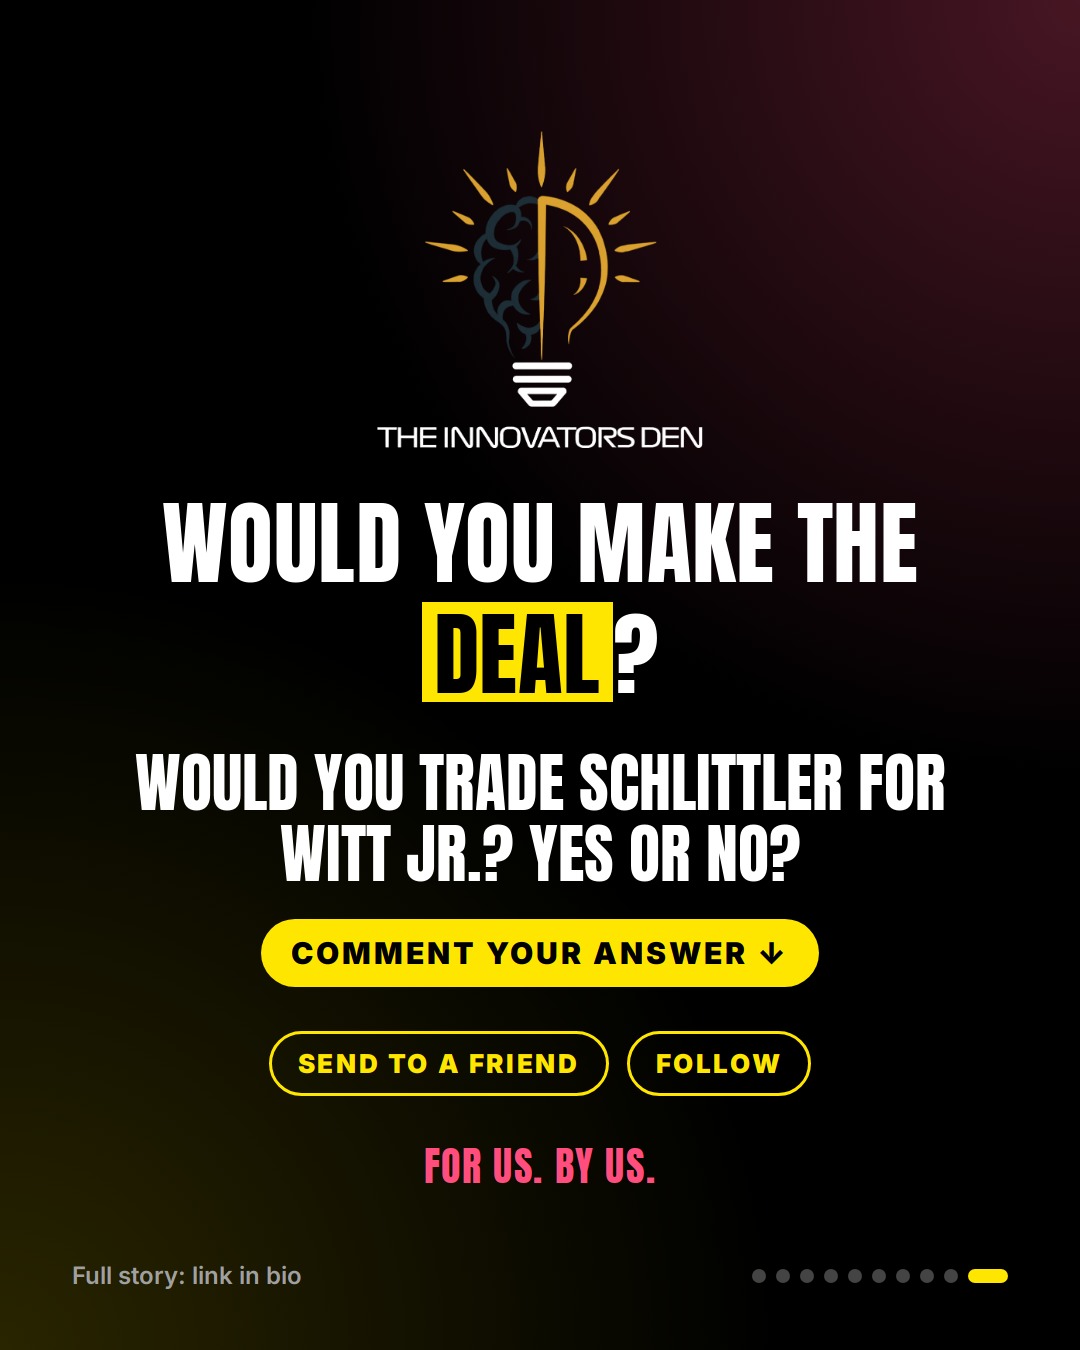 THE INNOVATORS DEN
WOULD YOU MAKE THE
DEAL?
WOULD YOU TRADE SCHLITTLER FOR
WITT JR.? YES OR NO?
COMMENT YOUR ANSWER ↓
SEND TO A FRIEND
FOLLOW
FOR US. BY US.
Full story: link in bio